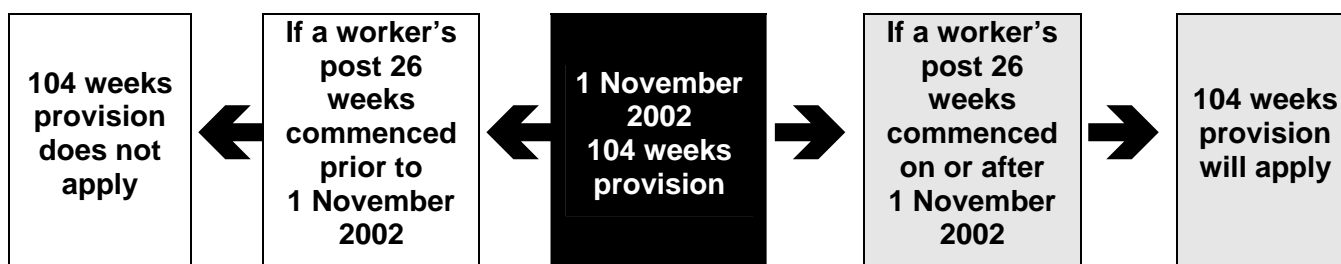 104 weeks
provision
does not
apply
If a worker's
post 26
weeks
commenced
prior to
1 November
2002
1 November
2002
104 weeks
provision
If a worker's
post 26
weeks
commenced
on or after
1 November
2002
104 weeks
provision
will apply